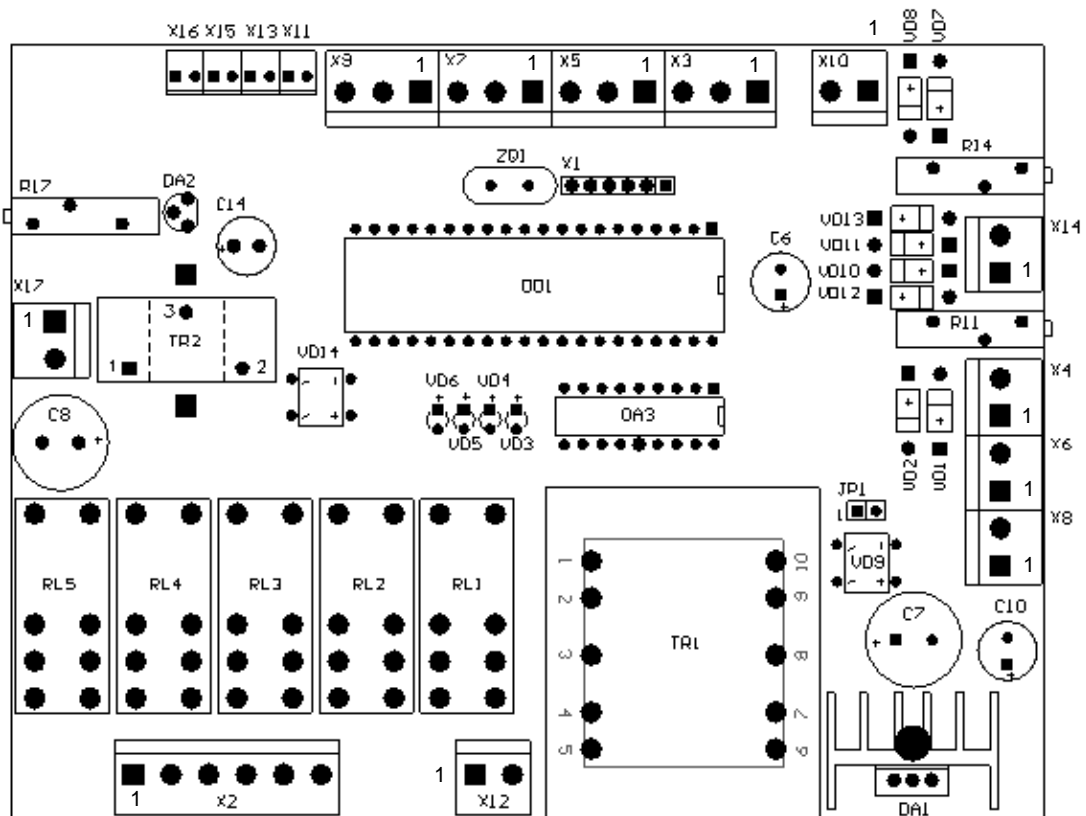 X16 X15 X13 X11
1
VD8
VD7
X9
1
X7
1
X5
1
X3
1
X10
R14
ZQ1
X1
R17
DA2
C14
VD13
VD11
VD10
VD12
X14
1
C6
DD1
X17
1
3
TR2
1
2
R11
VD14
X4
1
VD6
VD4
VD5
VD3
DA3
C8
VD2
VD1
X6
1
JP1
1
X8
1
VD9
RL5
RL4
RL3
RL2
RL1
1
2
3
4
5
10
9
8
7
6
TR1
C7
C10
1
X2
1
X12
DA1